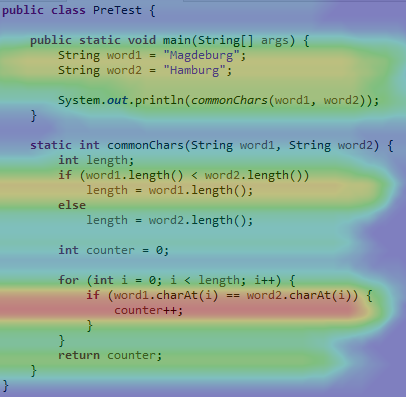 public class PreTest {
public static void main(String[] args) {
String word1 = "Magdeburg";
String word2 = "Hamburg";
System.out.println(commonChars(word1, word2));
}
static int commonChars(String word1, String word2) {
int length;
if (word1.length() < word2.length())
length = word1.length();
else
length = word2.length();
int counter = 0;
for (int i = 0; i < length; i++) {
if (word1.charAt(i) == word2.charAt(i)) {
counter++;
}
}
return counter;
}
}